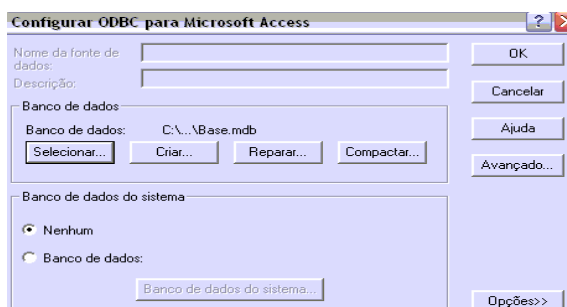 Configurar ODBC para Microsoft Access
Nome da fonte de
dados:
Descrição:
OK
Cancelar
Ajuda
Avançado...
Opções>>
Banco de dados
Banco de dados: C:\...\Base.mdb
Selecionar... Criar... Reparar... Compactar...
Banco de dados do sistema
Nenhum
Banco de dados:
Banco de dados do sistema...